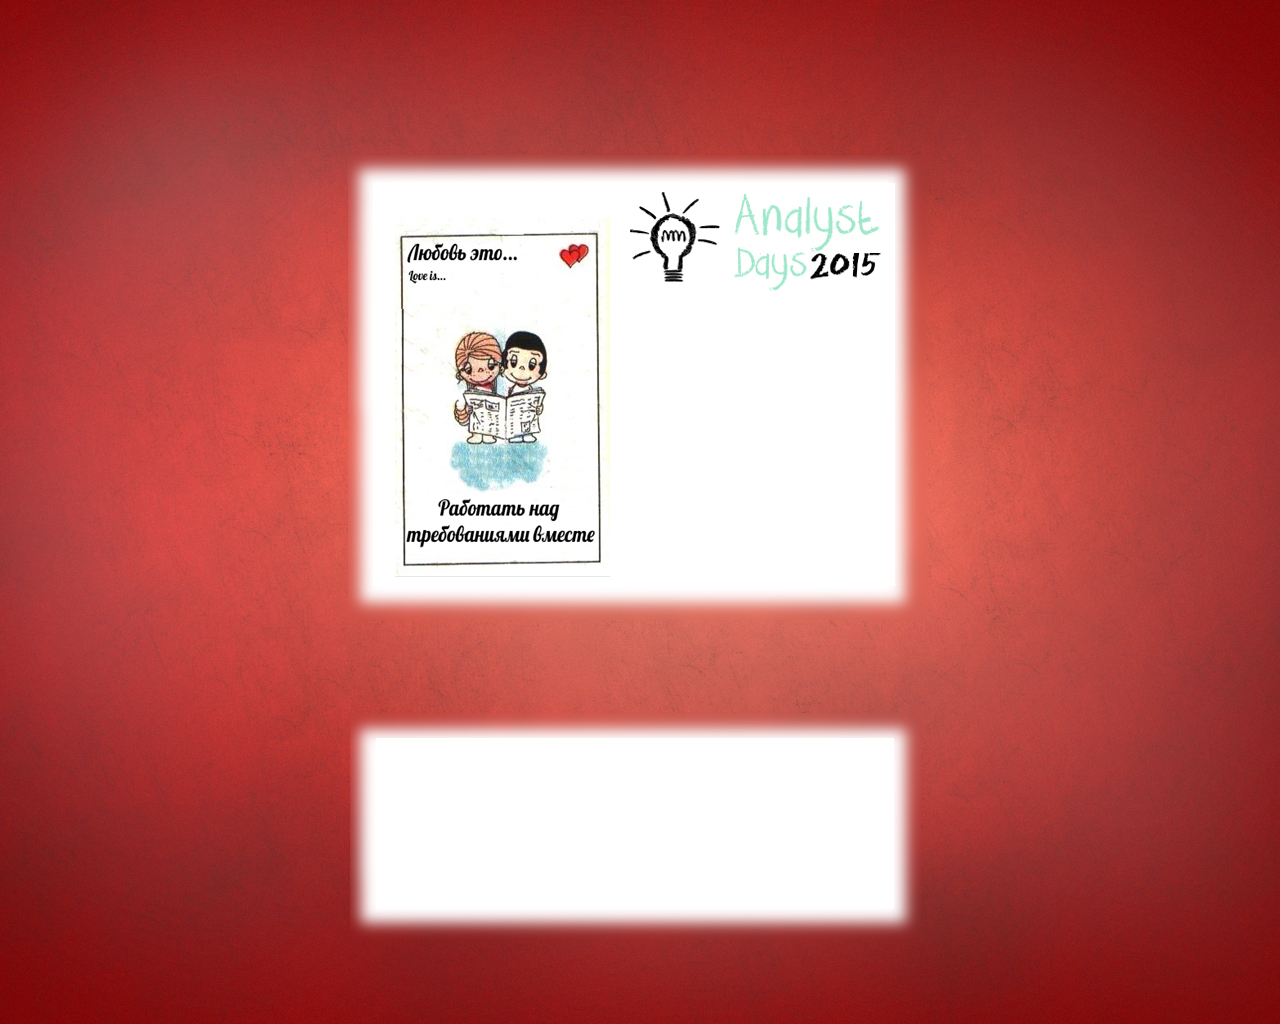 Любовь это...
Love is...
Работать над
требованиями вместе
Analyst
Days 2015